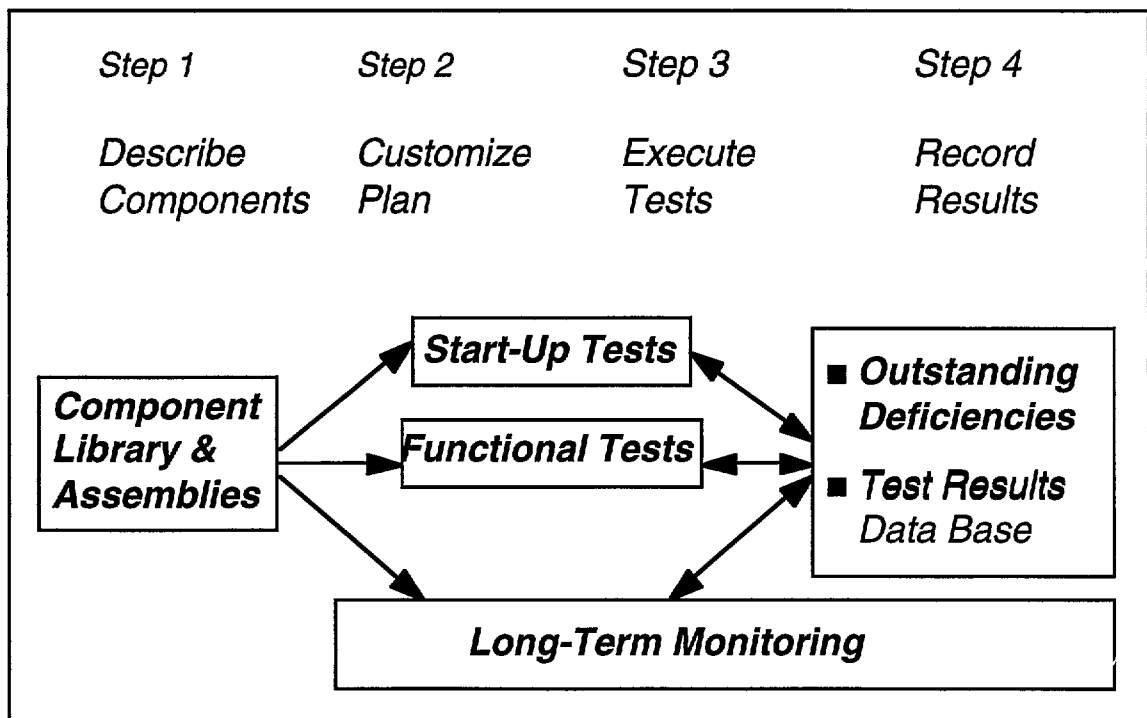 Step 1
Step 2
Step 3
Step 4
Describe
Components
Customize
Plan
Execute
Tests
Record
Results
Component
Library &
Assemblies
Start-Up Tests
Functional Tests
Long-Term Monitoring
■ Outstanding
Deficiencies
■ Test Results
Data Base